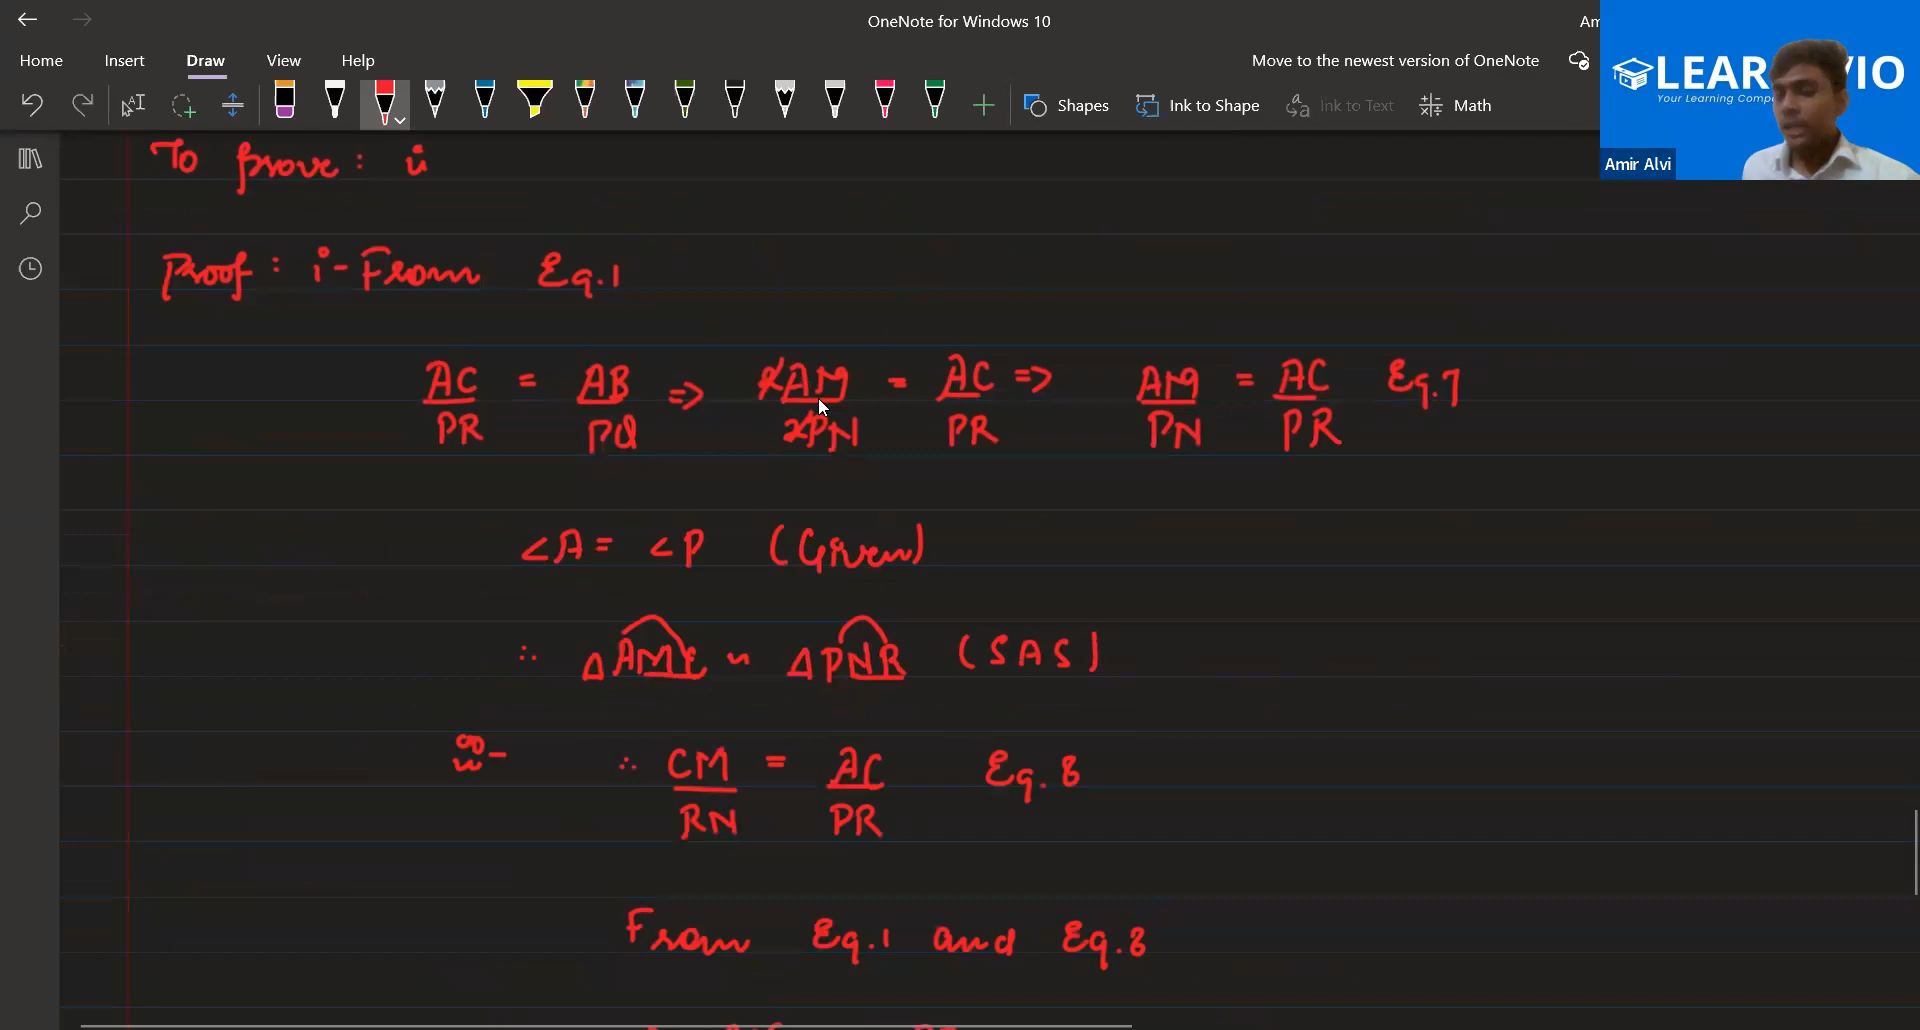 OneNote for Windows 10
Am
Home Insert Draw View Help
Move to the newest version of OneNote
Shapes Ink to Shape Ink to Text Math
LEAR VIO
Your Learning Comp
Amir Alvi
To prove : i
Proof : i - From Eq.1
AC/PR = AB/PQ => 2AM/2PN = AC/PR => AM/PN = AC/PR Eq.7
∠A = ∠P (Given)
∴ ΔAMC ~ ΔPNR (SAS)
ii - ∴ CM/RN = AC/PR Eq.8
From Eq.1 and Eq.8